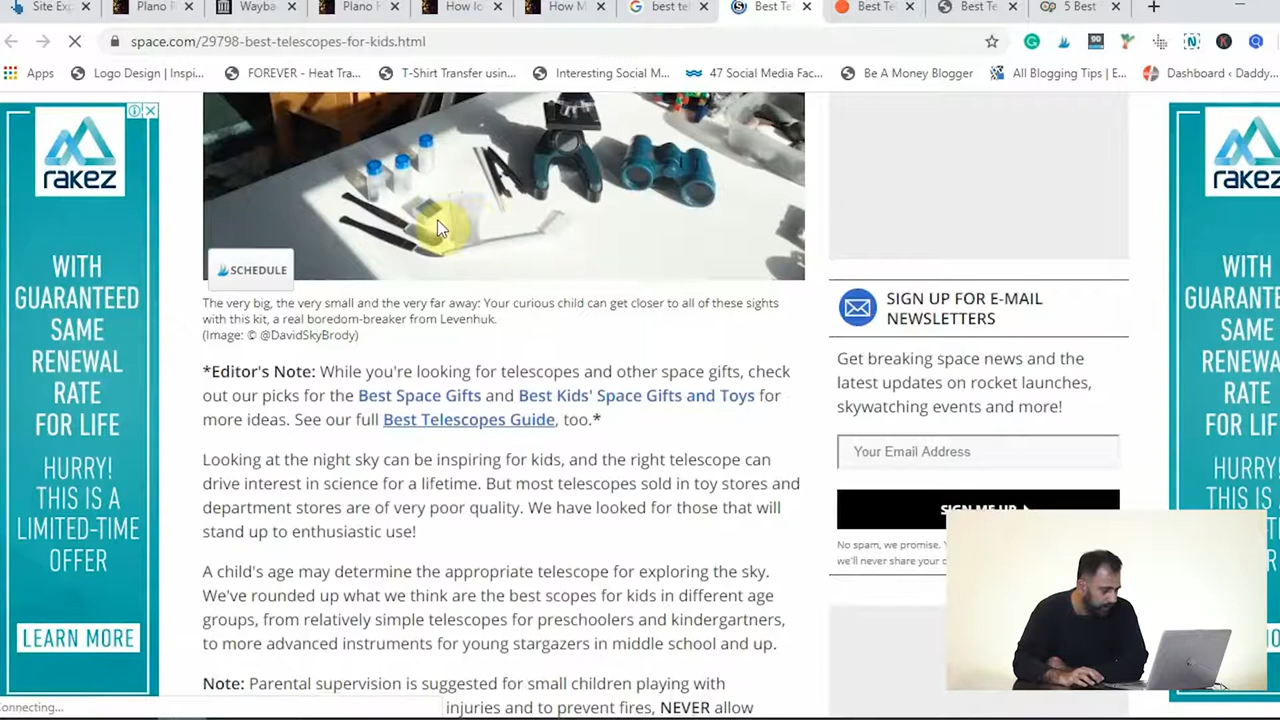 Site Ex
Plano R
Wayba
Plano F
How lo
How M
best te
Best Te
Best Te
Best Te
5 Best
space.com/29798-best-telescopes-for-kids.html
Apps
Logo Design | Inspi...
FOREVER - Heat Tra...
T-Shirt Transfer usin...
Interesting Social M...
47 Social Media Fac...
Be A Money Blogger
All Blogging Tips | E...
Dashboard ‹ Daddy...
rakez
WITH
GUARANTEED
SAME
RENEWAL
RATE
FOR LIFE
HURRY!
THIS IS A
LIMITED-TIME
OFFER
LEARN MORE
Connecting...
SCHEDULE
The very big, the very small and the very far away: Your curious child can get closer to all of these sights
with this kit, a real boredom-breaker from Levenhuk.
(Image: © @DavidSkyBrody)
*Editor's Note: While you're looking for telescopes and other space gifts, check
out our picks for the Best Space Gifts and Best Kids' Space Gifts and Toys for
more ideas. See our full Best Telescopes Guide, too.*
Looking at the night sky can be inspiring for kids, and the right telescope can
drive interest in science for a lifetime. But most telescopes sold in toy stores and
department stores are of very poor quality. We have looked for those that will
stand up to enthusiastic use!
A child's age may determine the appropriate telescope for exploring the sky.
We've rounded up what we think are the best scopes for kids in different age
groups, from relatively simple telescopes for preschoolers and kindergartners,
to more advanced instruments for young stargazers in middle school and up.
Note: Parental supervision is suggested for small children playing with
injuries and to prevent fires, NEVER allow
SIGN UP FOR E-MAIL
NEWSLETTERS
Get breaking space news and the
latest updates on rocket launches,
skywatching events and more!
Your Email Address
SIGN ME UP
No spam, we promise. Y
we'll never share your c
rakez
WITH
GUARANTE
SAME
RENEWA
RATE
FOR LIF
HURRY